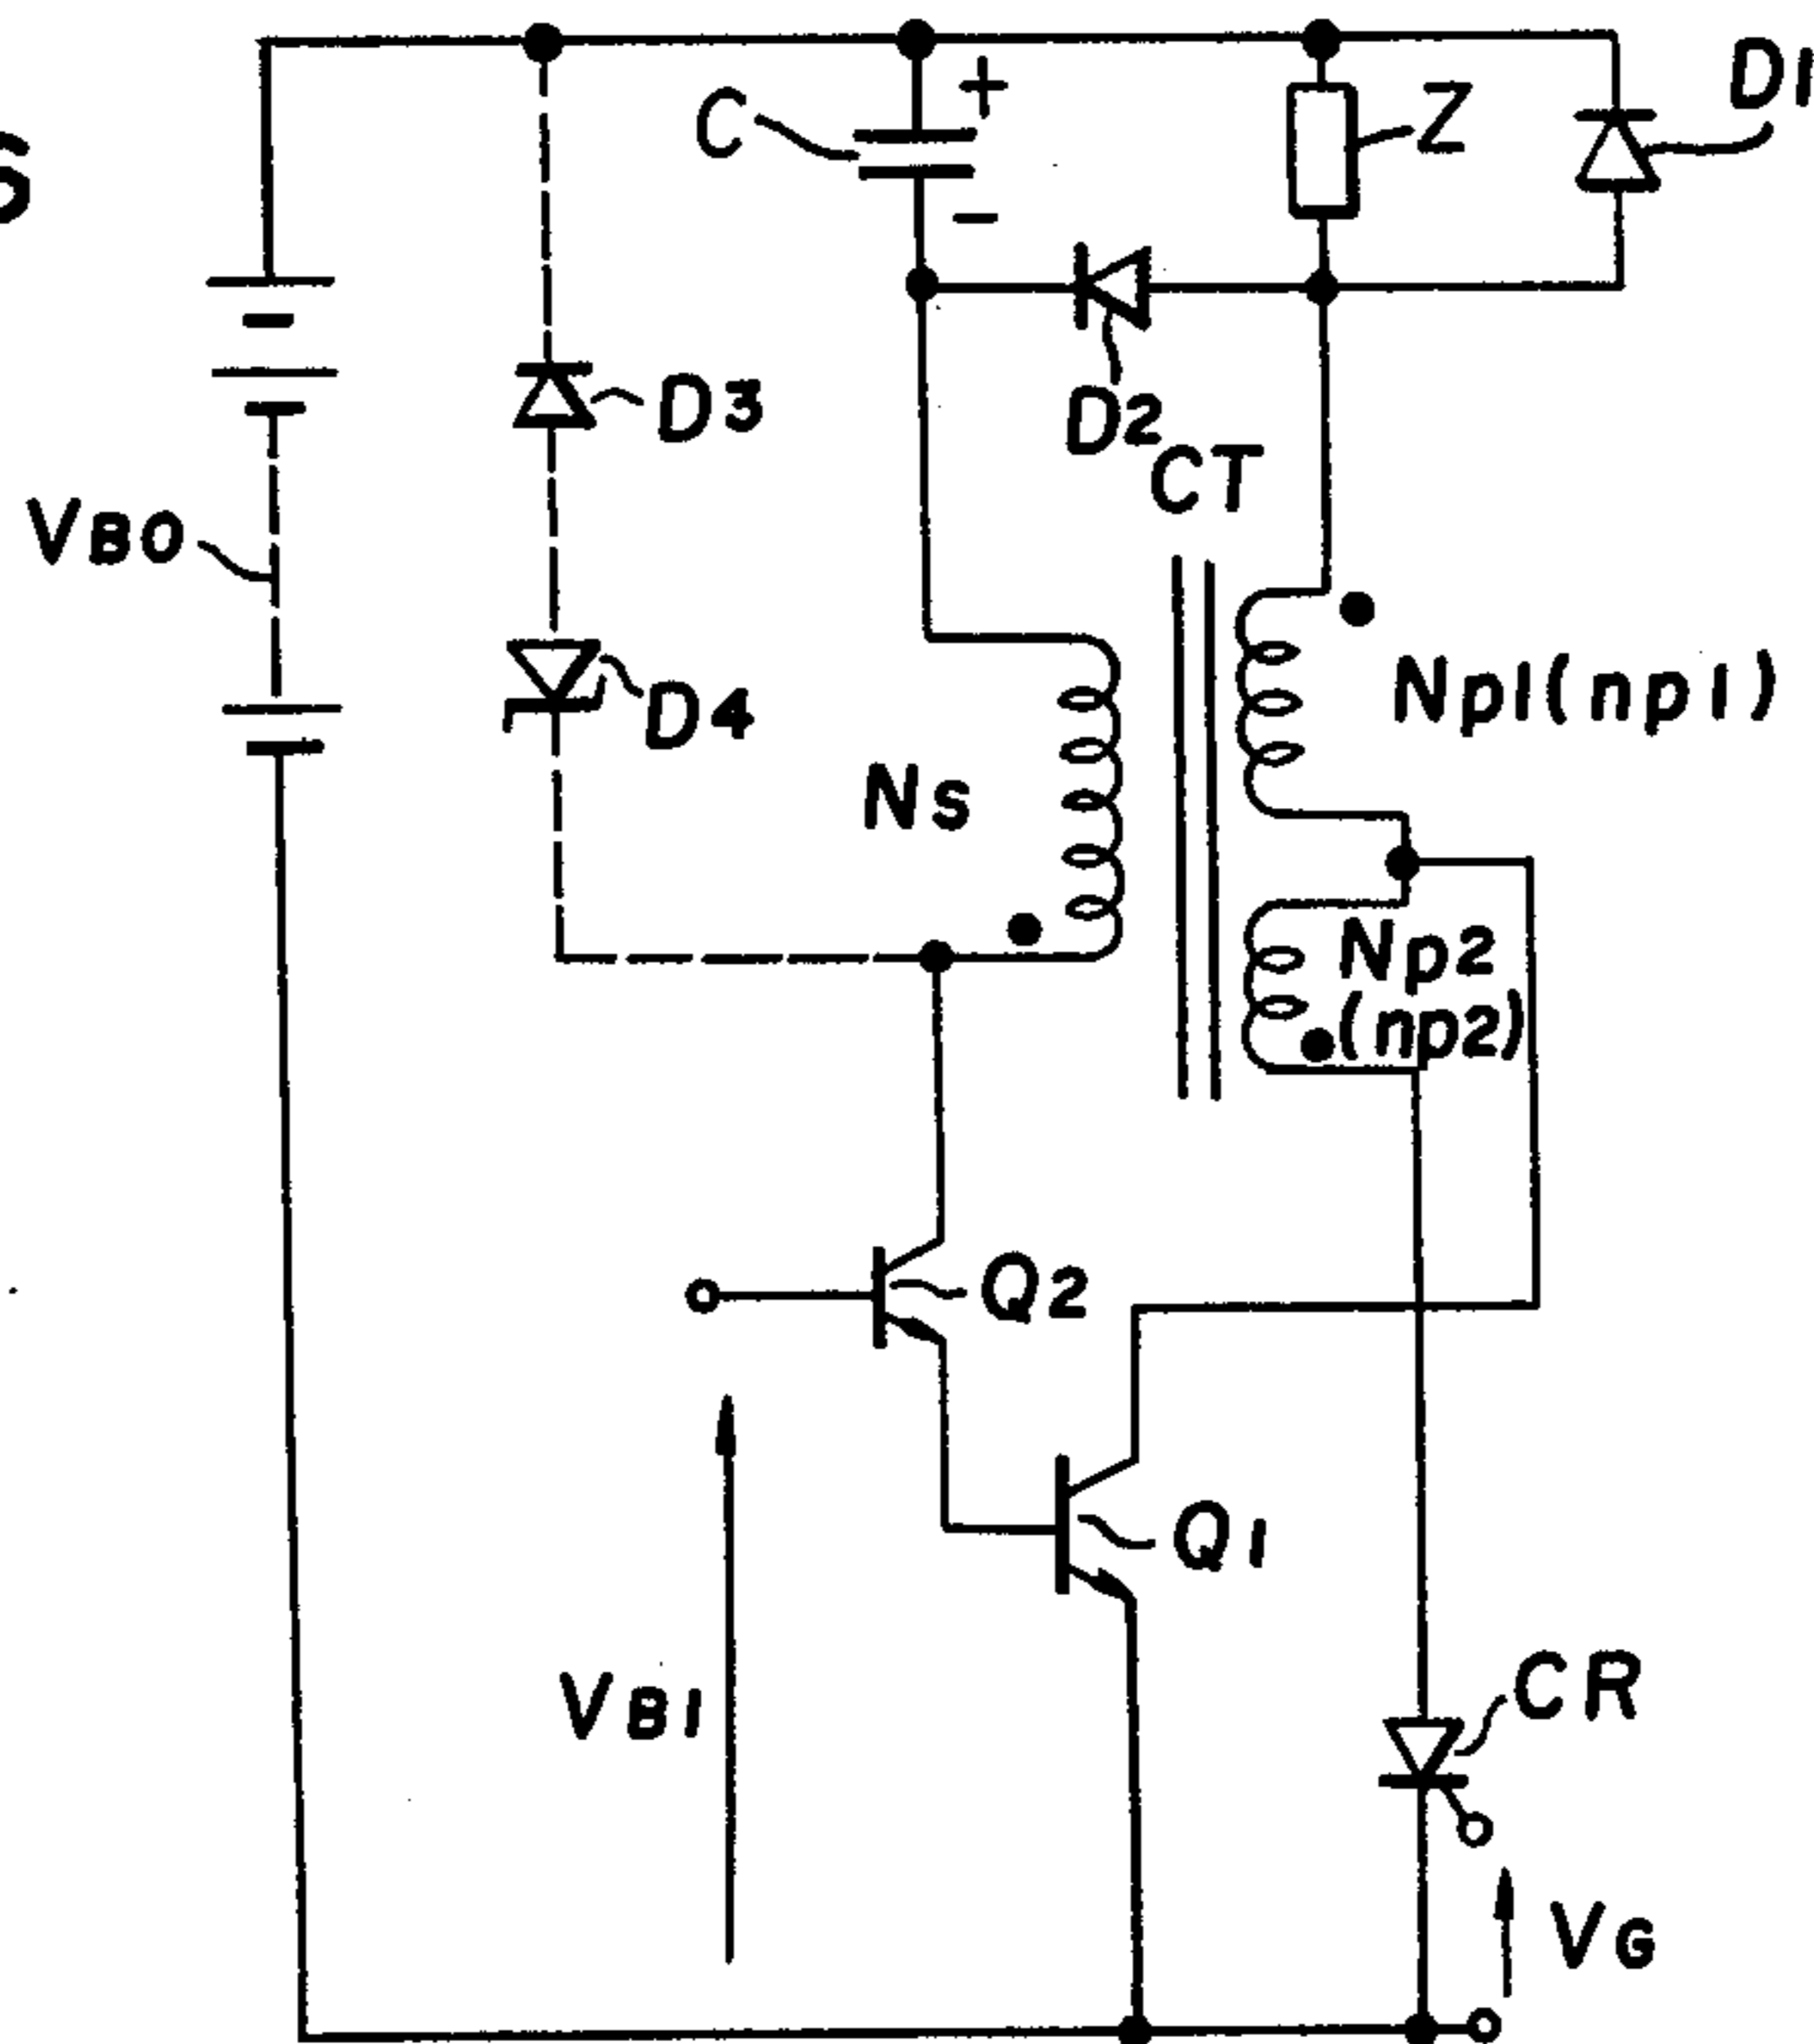 C
+
Z
D1
-
D3
D2
CT
VBO
D4
Np1(np1)
Ns
Np2
(np2)
Q2
Q1
VB1
CR
VG